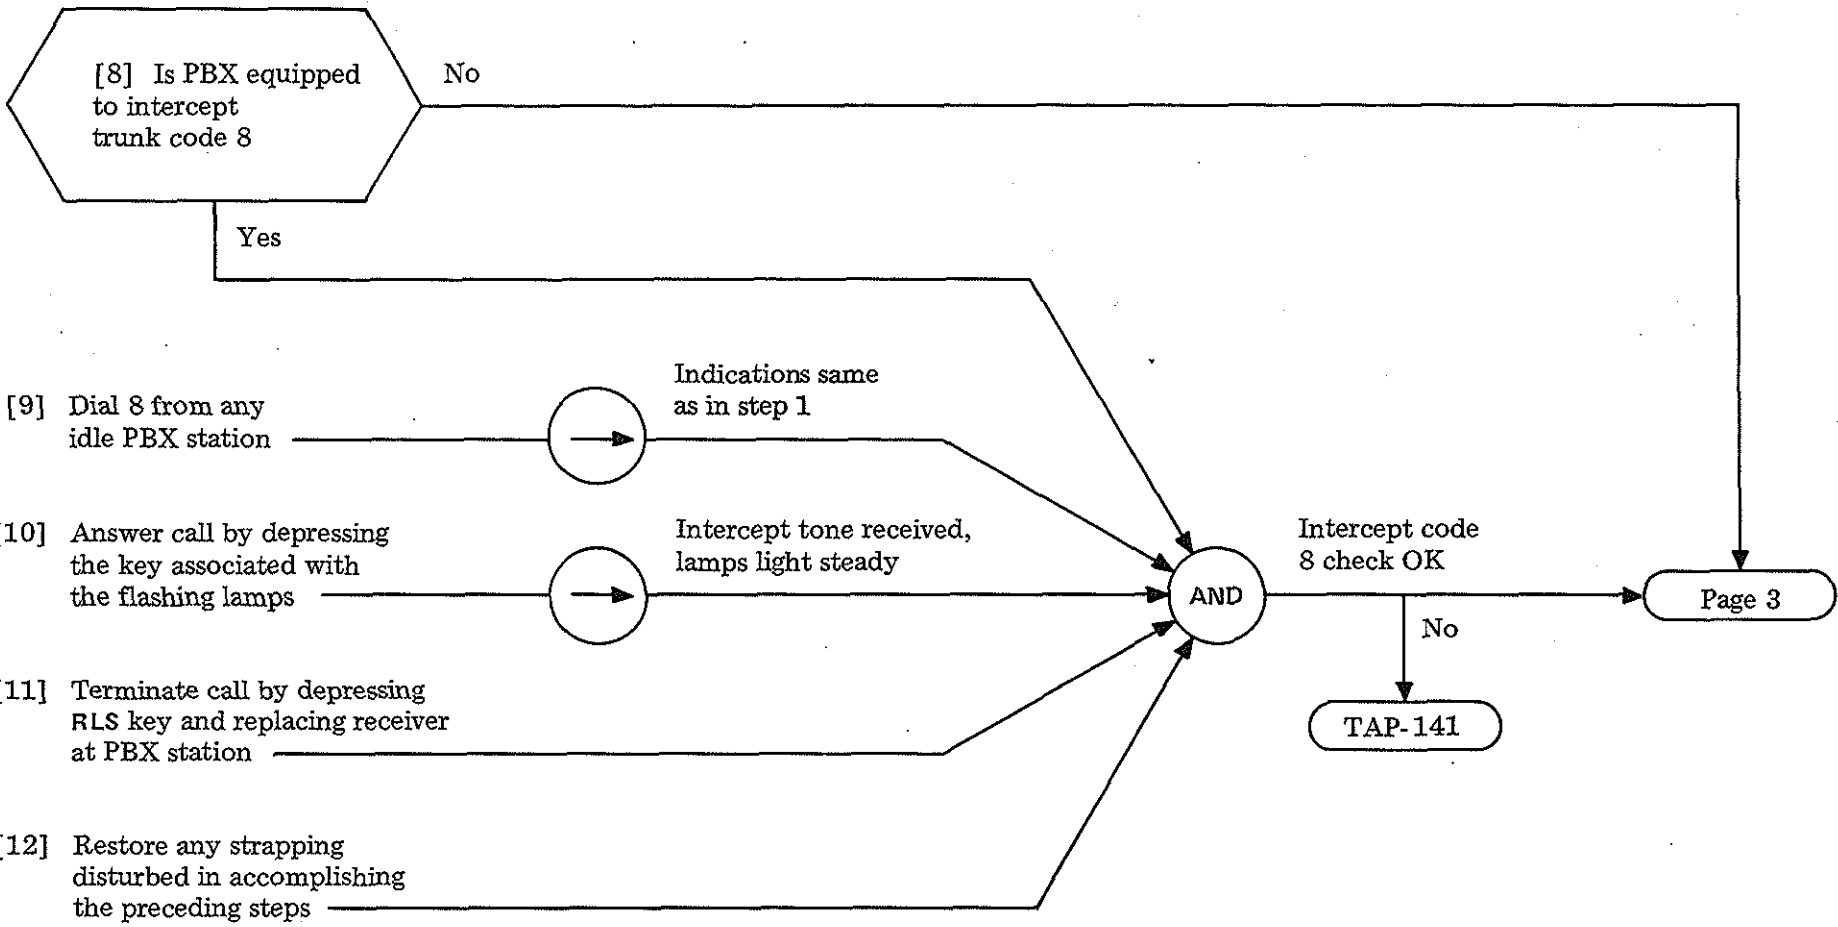 [8] Is PBX equipped
to intercept
trunk code 8
No
Yes
Indications same
as in step 1
[9] Dial 8 from any
idle PBX station
[10] Answer call by depressing
the key associated with
the flashing lamps
Intercept tone received,
lamps light steady
AND
Intercept code
8 check OK
Page 3
No
TAP-141
[11] Terminate call by depressing
RLS key and replacing receiver
at PBX station
[12] Restore any strapping
disturbed in accomplishing
the preceding steps